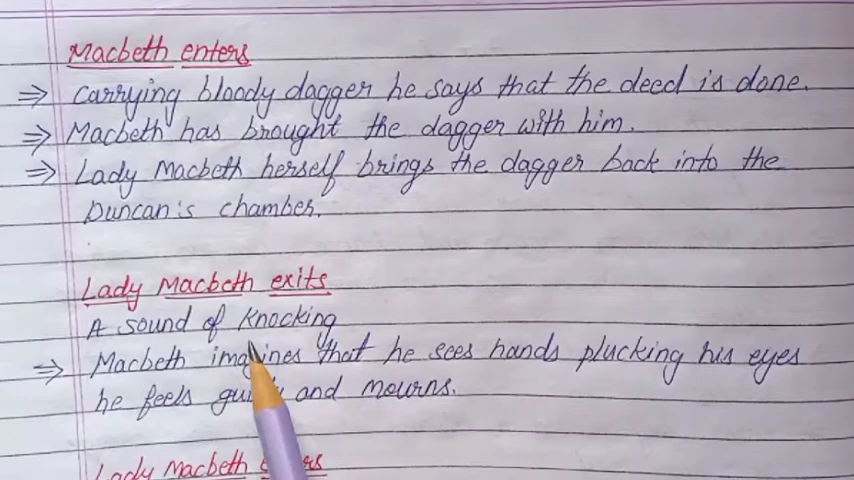 Macbeth enters
⇒ Carrying bloody dagger he says that the deed is done.
⇒ Macbeth has brought the dagger with him.
⇒ Lady Macbeth herself brings the dagger back into the
Duncan's chamber.
Lady Macbeth exits
A sound of Knocking
⇒ Macbeth imagines that he sees hands plucking his eyes
he feels and mourns.
Lady Macbeth